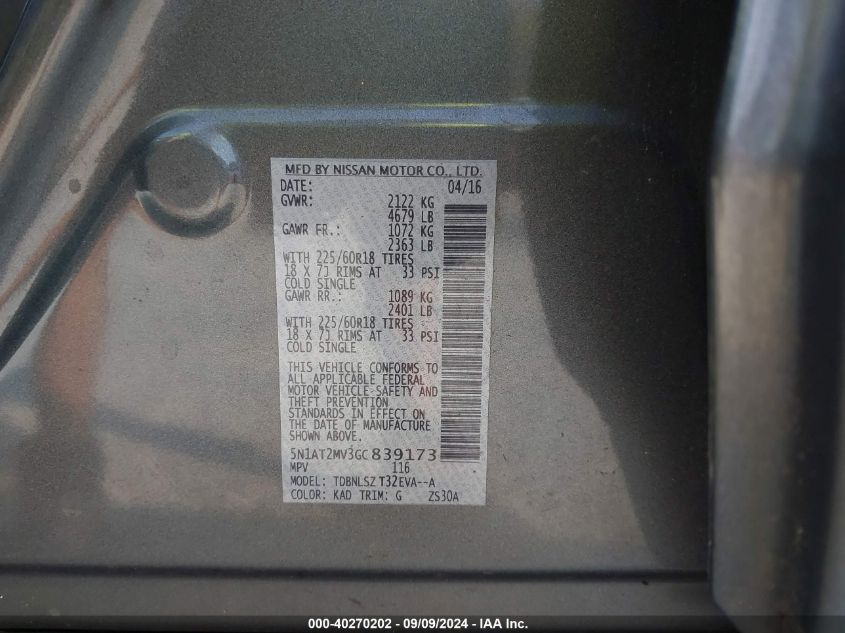 MFD BY NISSAN MOTOR CO., LTD.
DATE: 04/16
GVWR: 2122 KG
4679 LB
GAWR FR.: 1072 KG
2363 LB
WITH 225/60R18 TIRES
18 X 7J RIMS AT 33 PSI
COLD SINGLE
GAWR RR.: 1089 KG
2401 LB
WITH 225/60R18 TIRES
18 X 7J RIMS AT 33 PSI
COLD SINGLE
THIS VEHICLE CONFORMS TO
ALL APPLICABLE FEDERAL
MOTOR VEHICLE SAFETY AND
THEFT PREVENTION
STANDARDS IN EFFECT ON
THE DATE OF MANUFACTURE
SHOWN ABOVE.
5N1AT2MV3GC839173
MPV 116
MODEL: TDBNLSZ T32EVA--A
COLOR: KAD TRIM: G ZS30A
000-40270202 - 09/09/2024 - IAA Inc.